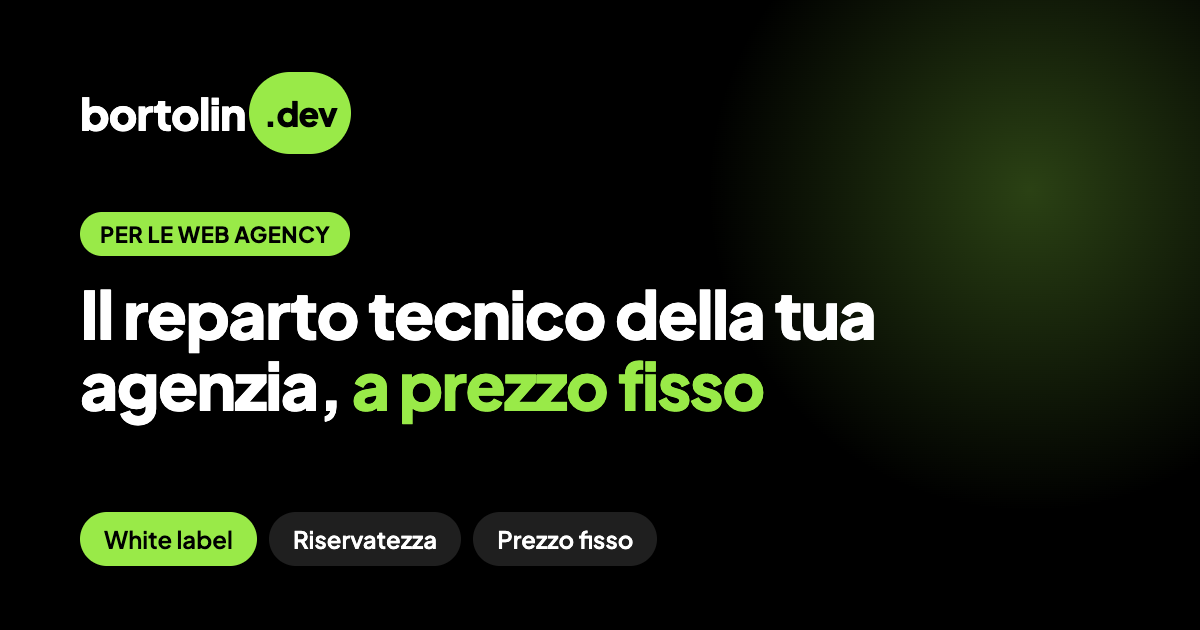 bortolin .dev
PER LE WEB AGENCY
Il reparto tecnico della tua
agenzia, a prezzo fisso
White label Riservatezza Prezzo fisso